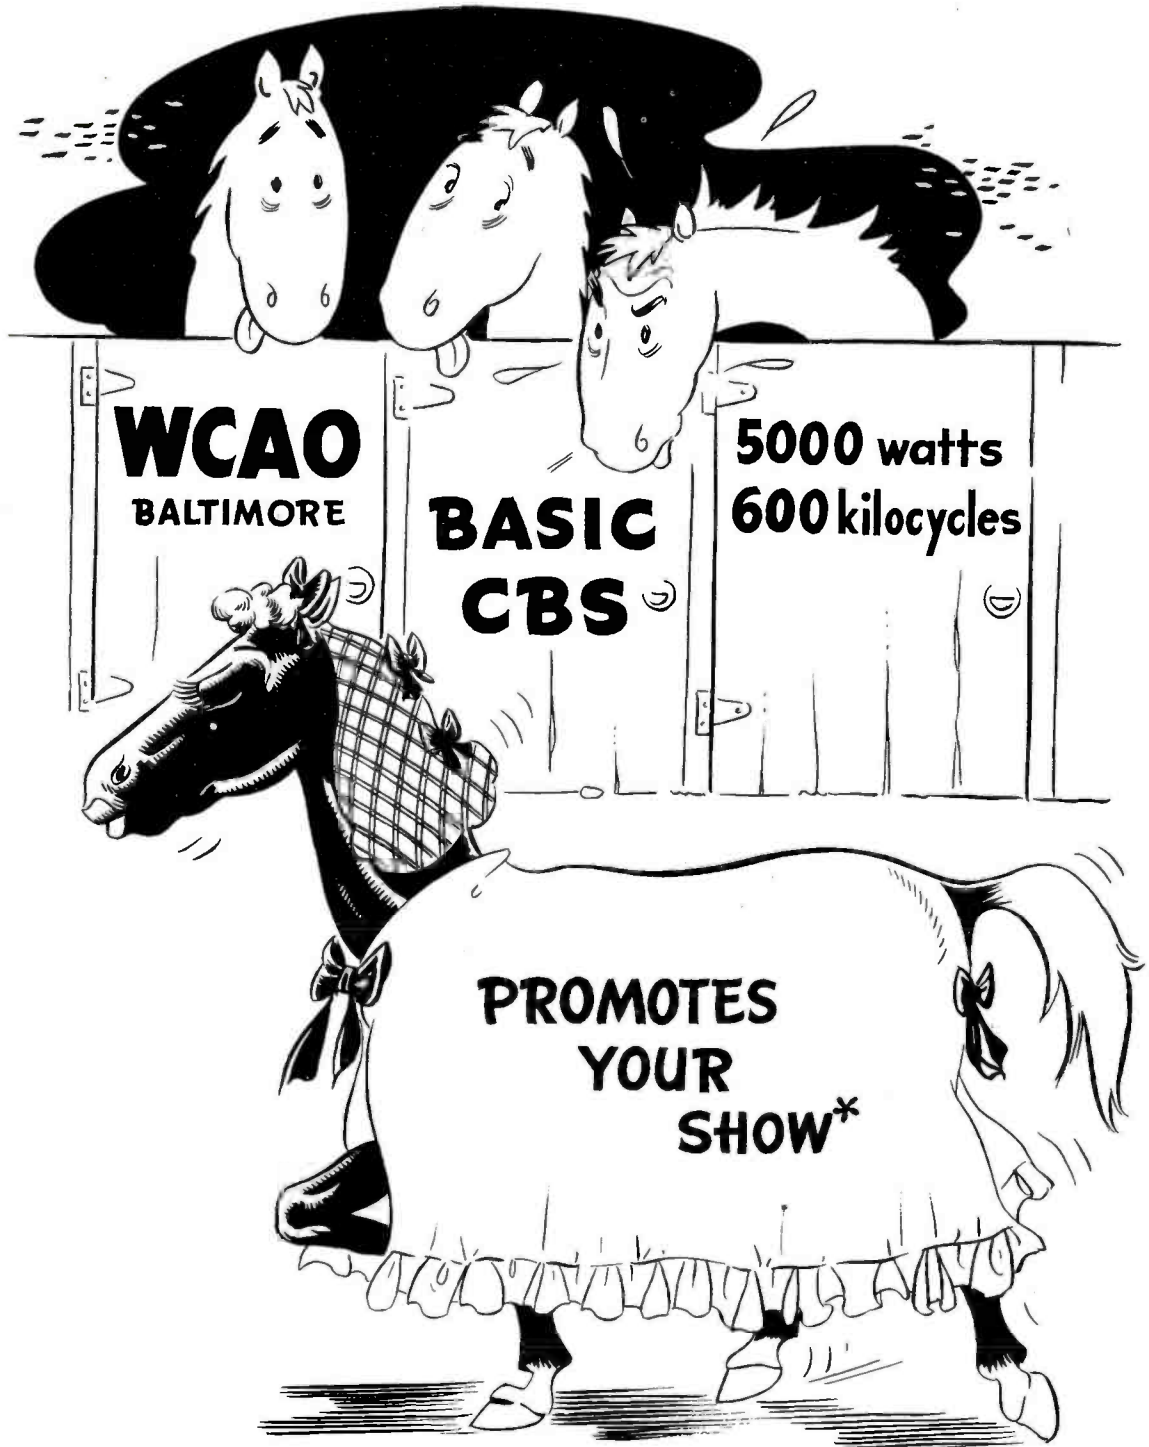 WCAO
BALTIMORE
BASIC
CBS
5000 watts
600 kilocycles
PROMOTES
YOUR
SHOW*